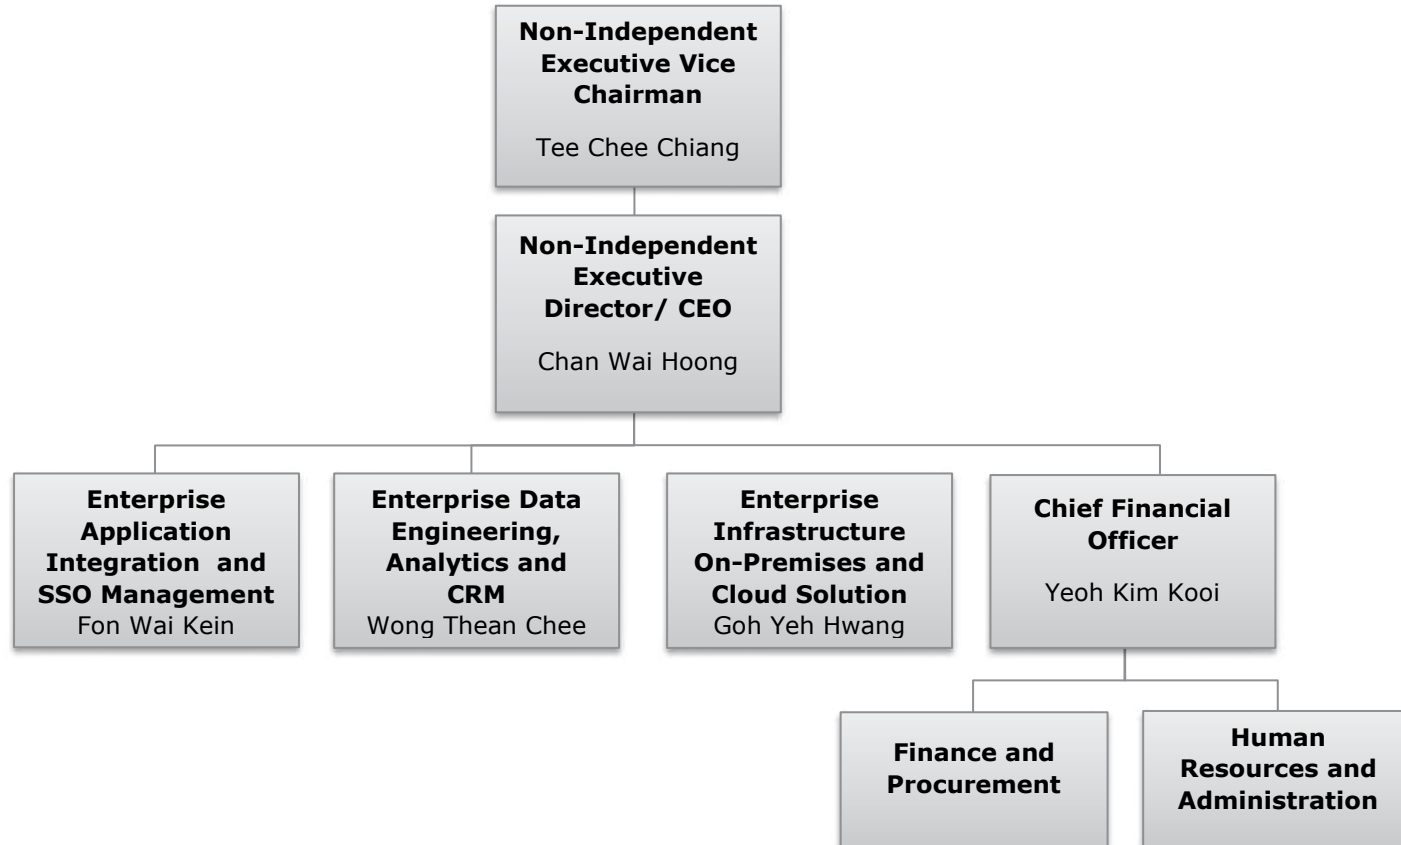 Non-Independent
Executive Vice
Chairman
Tee Chee Chiang
Non-Independent
Executive
Director/ CEO
Chan Wai Hoong
Enterprise
Application
Integration and
SSO Management
Fon Wai Kein
Enterprise Data
Engineering,
Analytics and
CRM
Wong Thean Chee
Enterprise
Infrastructure
On-Premises and
Cloud Solution
Goh Yeh Hwang
Chief Financial
Officer
Yeoh Kim Kooi
Finance and
Procurement
Human
Resources and
Administration